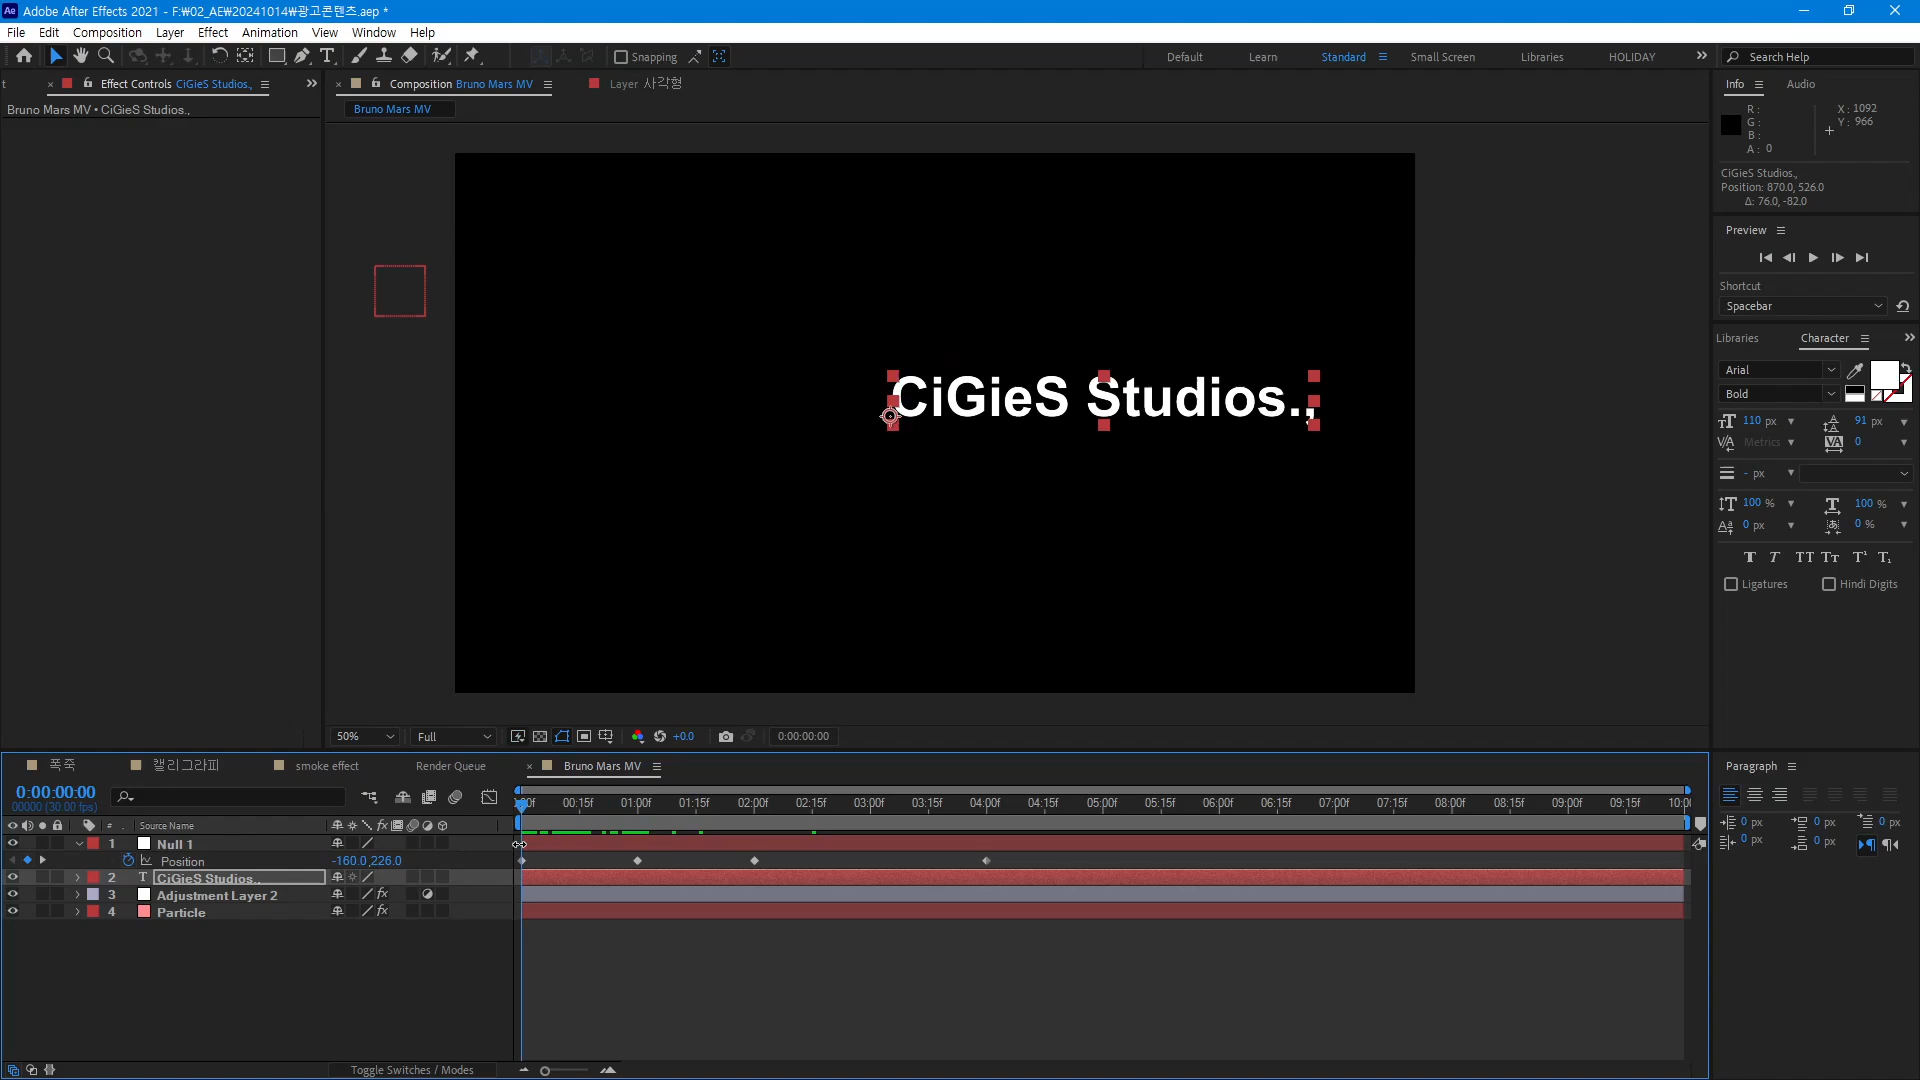 Adobe After Effects 2021 - F:₩02_AE₩20241014₩광고콘텐츠.aep *
File Edit Composition Layer Effect Animation View Window Help
Snapping
Default Learn Standard Small Screen Libraries HOLIDAY
Search Help
t Effect Controls CiGieS Studios.,
Bruno Mars MV • CiGieS Studios.,
Composition Bruno Mars MV
Layer 사각형
Bruno Mars MV
CiGieS Studios.,
50% Full +0.0 0:00:00:00
Info Audio
R :
G :
B :
A : 0
X : 1092
Y : 966
CiGieS Studios.,
Position: 870.0, 526.0
Δ: 76.0, -82.0
Preview
Shortcut
Spacebar
Libraries Character
Arial
Bold
110 px 91 px
Metrics 0
- px
100 % 100 %
0 px 0 %
T T TT Tt T¹ T₁
Ligatures Hindi Digits
Paragraph
0 px 0 px 0 px
0 px 0 px
폭죽 캘리그라피 smoke effect Render Queue Bruno Mars MV
0:00:00:00
00000 (30.00 fps)
:00f 00:15f 01:00f 01:15f 02:00f 02:15f 03:00f 03:15f 04:00f 04:15f 05:00f 05:15f 06:00f 06:15f 07:00f 07:15f 08:00f 08:15f 09:00f 09:15f 10:00
# . Source Name
1 Null 1
Position -160.0,226.0
2 T CiGieS Studios.,
3 Adjustment Layer 2
4 Particle
Toggle Switches / Modes